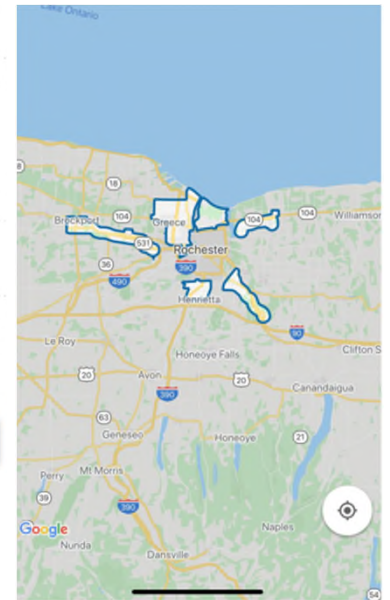 Lake Ontario
18
104
104
104
Williamson
Brockport
Greece
531
Rochester
36
390
490
Henrietta
90
Le Roy
Honeoye Falls
Clifton S
20
Avon
20
Canandaigua
390
63
Geneseo
Honeoye
21
Perry
Mt Morris
39
390
Google
Naples
Nunda
Dansville
54